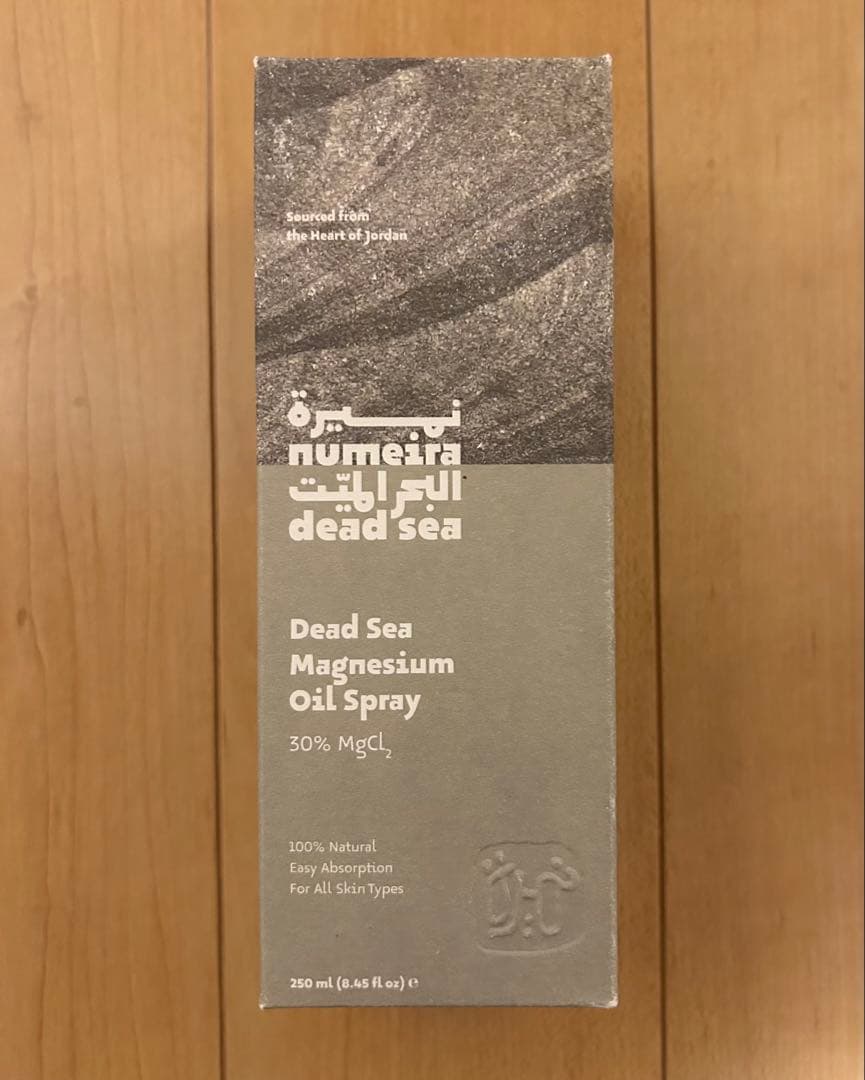 Sourced from
the Heart of Jordan
نميرة
numeira
البحر الميّت
dead sea
Dead Sea
Magnesium
Oil Spray
30% MgCl₂
100% Natural
Easy Absorption
For All Skin Types
250 ml (8.45 fl oz) ℮